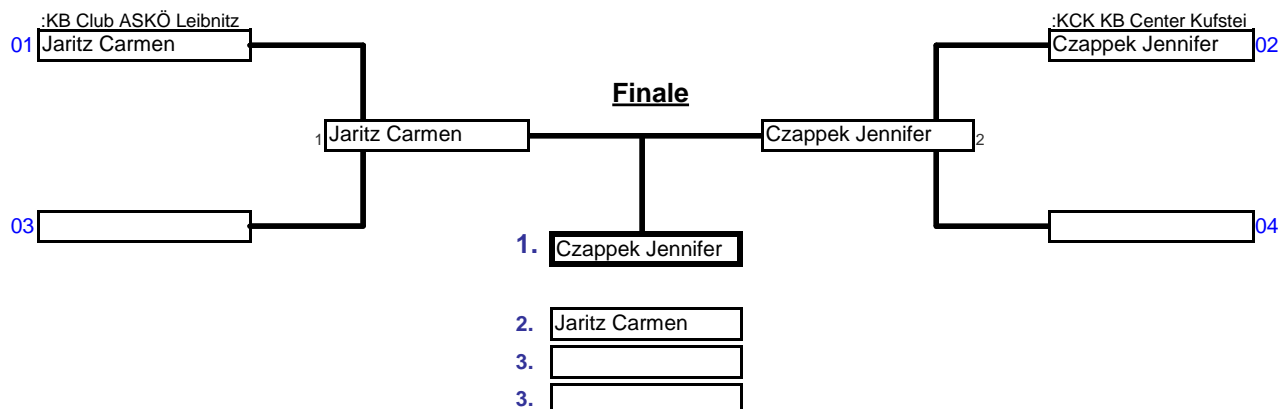 :KB Club ASKÖ Leibnitz
:KCK KB Center Kufstei
01 Jaritz Carmen
Czappek Jennifer 02
Finale
1 Jaritz Carmen
Czappek Jennifer 2
03
04
1. Czappek Jennifer
2. Jaritz Carmen
3.
3.